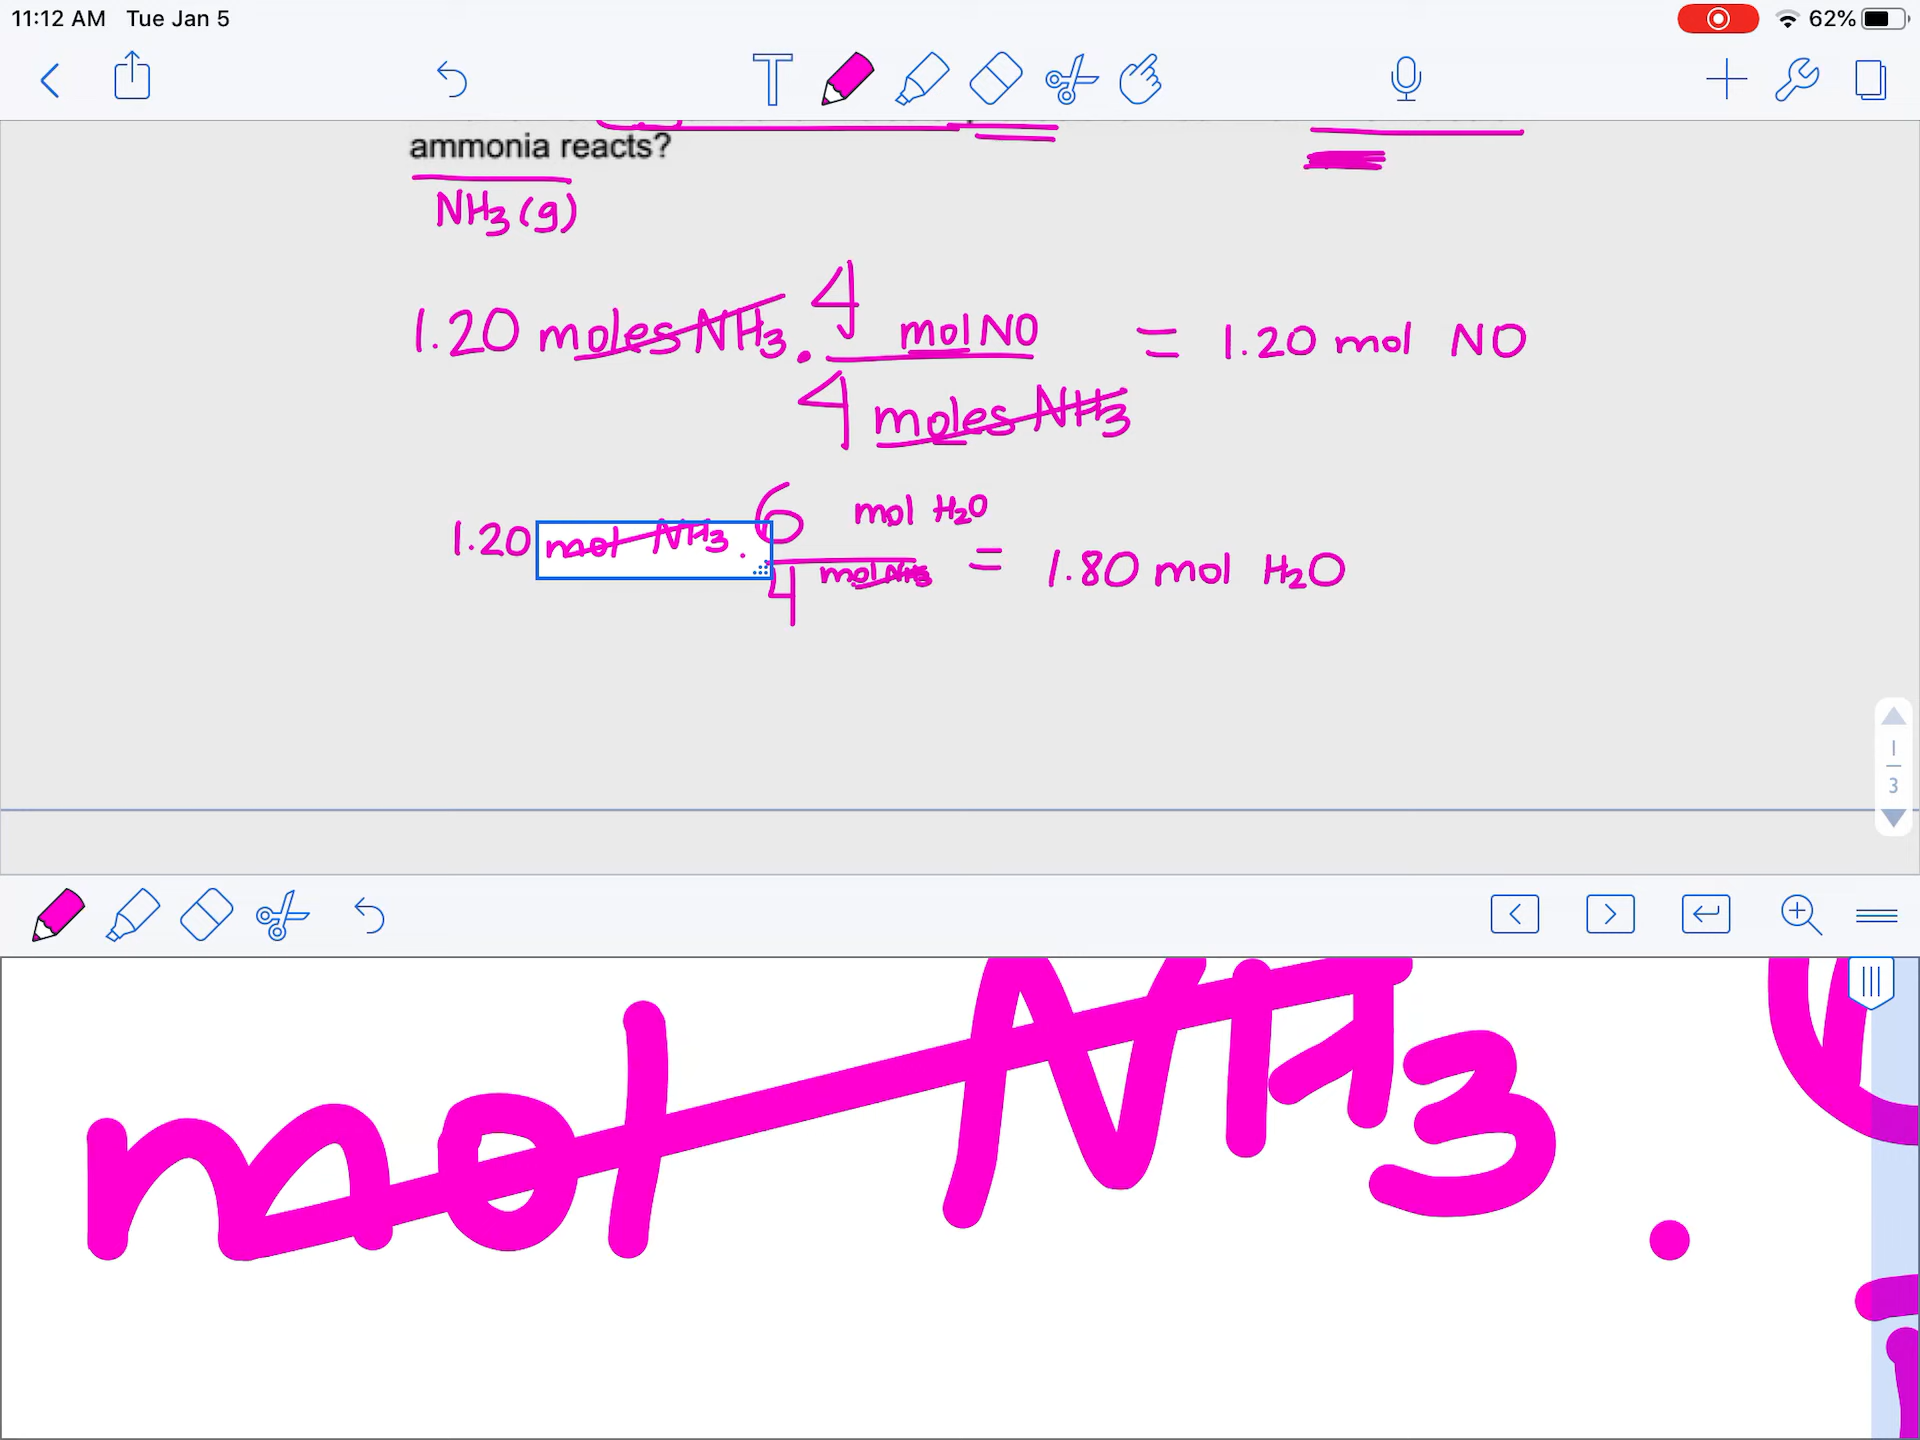 11:12 AM Tue Jan 5
62%
T
ammonia reacts?
NH3(g)
1.20 moles NH3 . 4 mol NO = 1.20 mol NO
4 moles NH3
1.20 mol NH3 . 6 mol H2O = 1.80 mol H2O
4 mol NH3
1
3
mol NH3 .